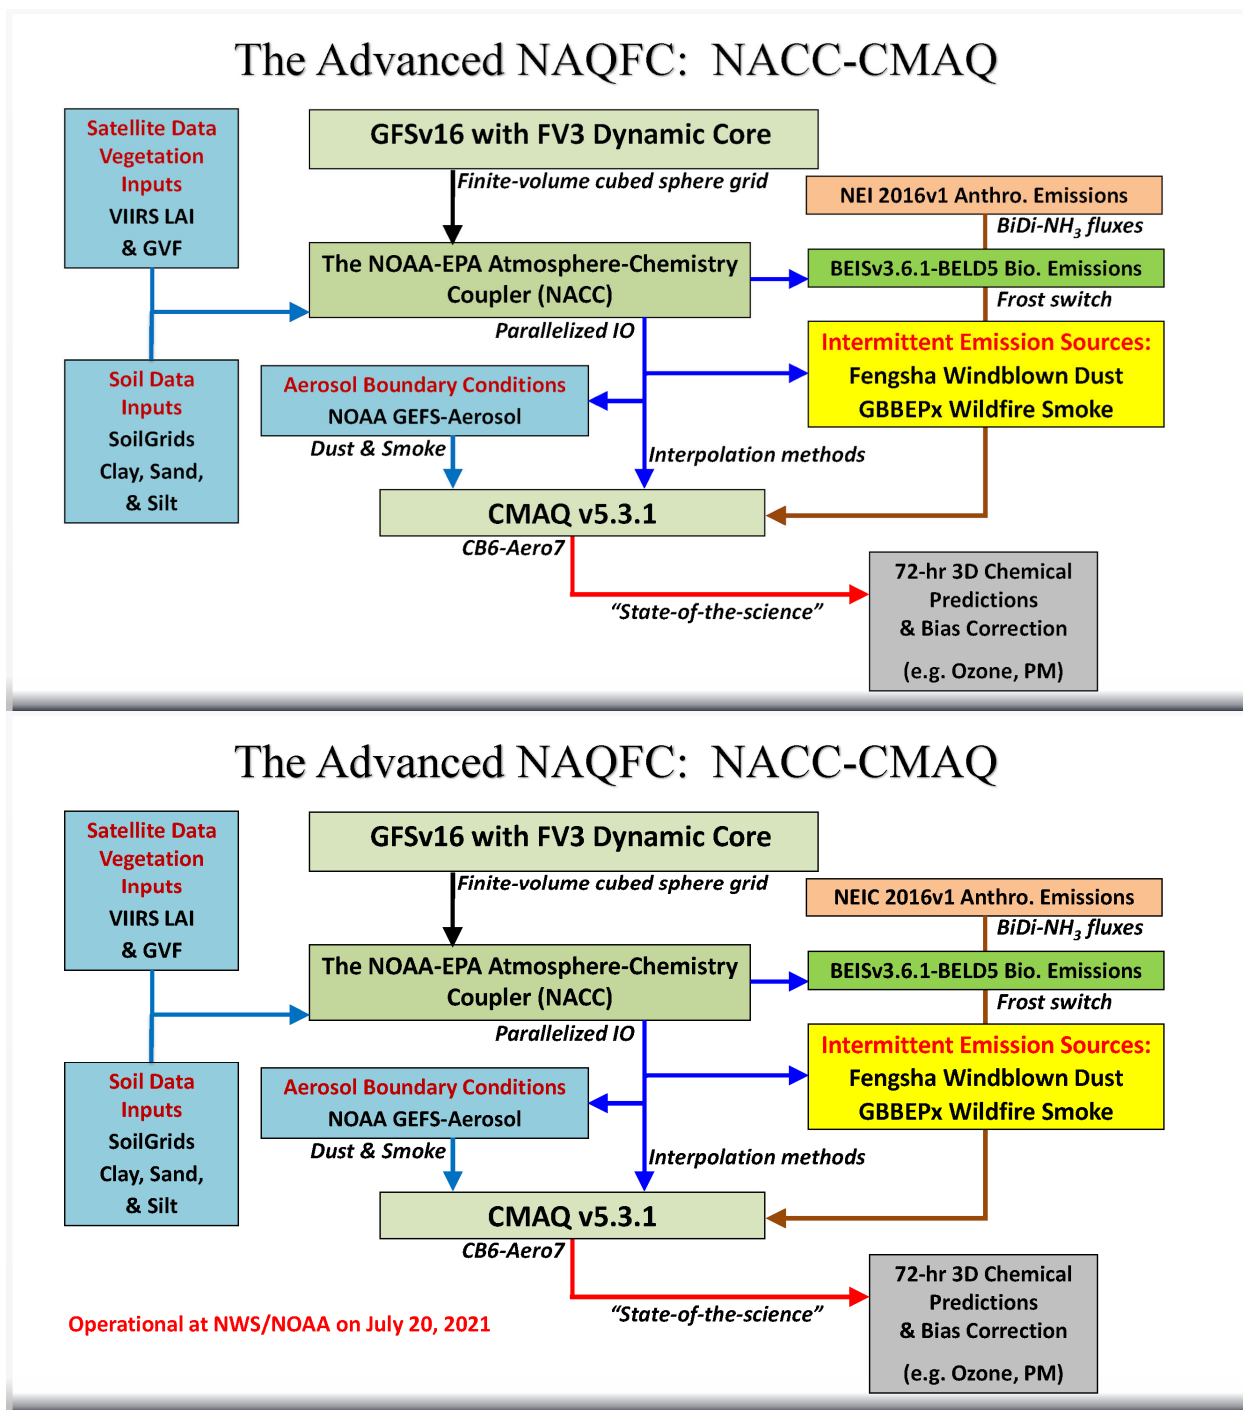 The Advanced NAQFC:  NACC-CMAQ
Satellite Data
Vegetation
Inputs
VIIRS LAI
& GVF
GFSv16 with FV3 Dynamic Core
Finite-volume cubed sphere grid
NEI 2016v1 Anthro. Emissions
BiDi-NH3 fluxes
The NOAA-EPA Atmosphere-Chemistry
Coupler (NACC)
Parallelized IO
BEISv3.6.1-BELD5 Bio. Emissions
Frost switch
Intermittent Emission Sources:
Fengsha Windblown Dust
GBBEPx Wildfire Smoke
Soil Data
Inputs
SoilGrids
Clay, Sand,
& Silt
Aerosol Boundary Conditions
NOAA GEFS-Aerosol
Dust & Smoke
Interpolation methods
CMAQ v5.3.1
CB6-Aero7
“State-of-the-science”
72-hr 3D Chemical
Predictions
& Bias Correction
(e.g. Ozone, PM)
The Advanced NAQFC:  NACC-CMAQ
Satellite Data
Vegetation
Inputs
VIIRS LAI
& GVF
GFSv16 with FV3 Dynamic Core
Finite-volume cubed sphere grid
NEIC 2016v1 Anthro. Emissions
BiDi-NH3 fluxes
The NOAA-EPA Atmosphere-Chemistry
Coupler (NACC)
Parallelized IO
BEISv3.6.1-BELD5 Bio. Emissions
Frost switch
Intermittent Emission Sources:
Fengsha Windblown Dust
GBBEPx Wildfire Smoke
Soil Data
Inputs
SoilGrids
Clay, Sand,
& Silt
Aerosol Boundary Conditions
NOAA GEFS-Aerosol
Dust & Smoke
Interpolation methods
CMAQ v5.3.1
CB6-Aero7
“State-of-the-science”
72-hr 3D Chemical
Predictions
& Bias Correction
(e.g. Ozone, PM)
Operational at NWS/NOAA on July 20, 2021